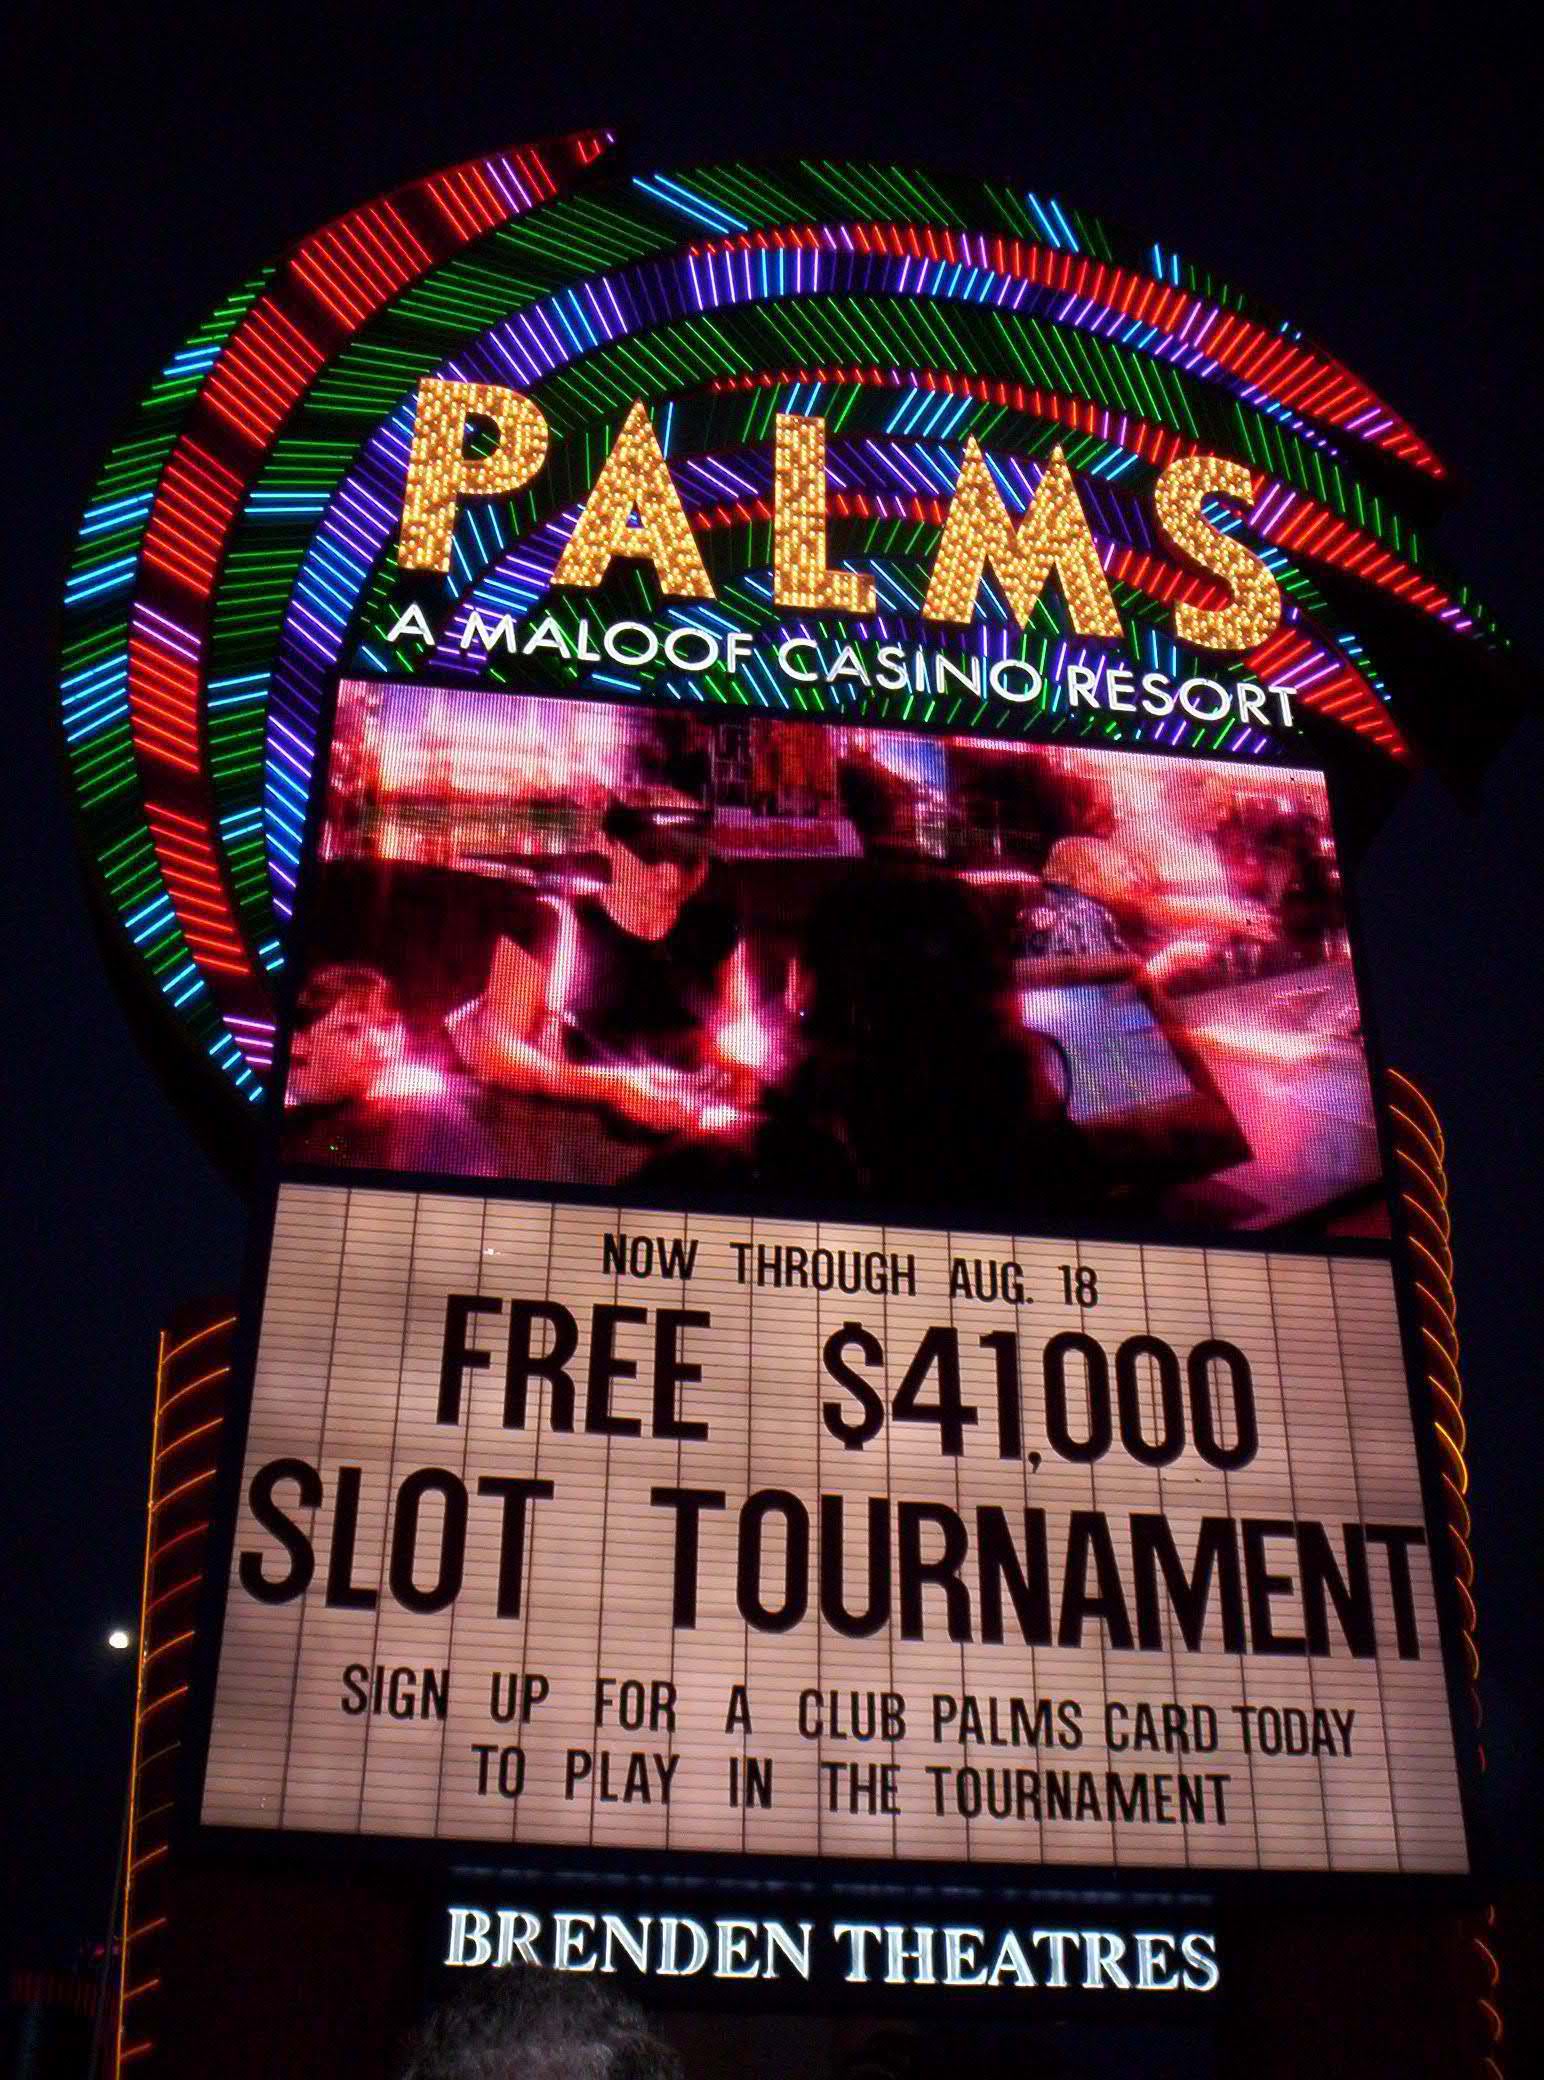 PALMS
A MALOOF CASINO RESORT
NOW THROUGH AUG. 18
FREE $41,000
SLOT TOURNAMENT
SIGN UP FOR A CLUB PALMS CARD TODAY
TO PLAY IN THE TOURNAMENT
BRENDEN THEATRES